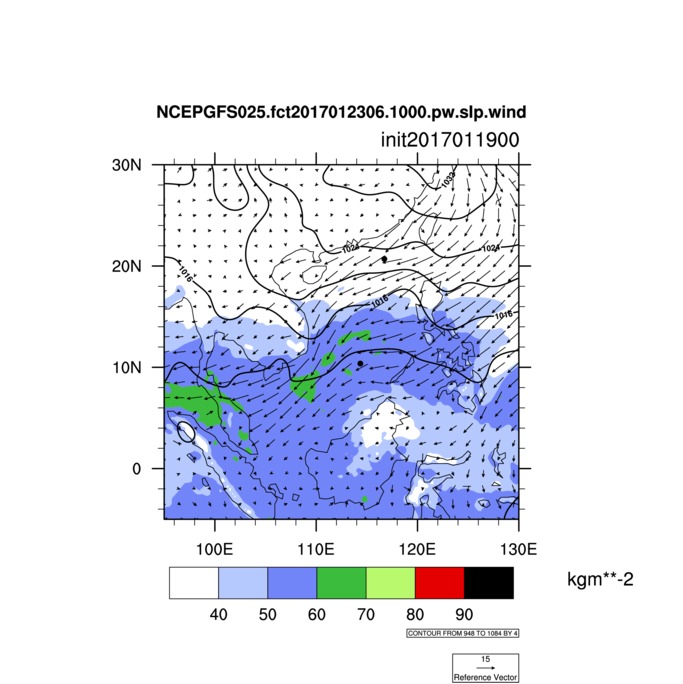 NCEPGFS025.fct2017012306.1000.pw.slp.wind
init2017011900
30N
1032
1024
1024
20N
1016
1016
1016
10N
0
100E 110E 120E 130E
kgm**-2
40 50 60 70 80 90
CONTOUR FROM 948 TO 1084 BY 4
15
Reference Vector